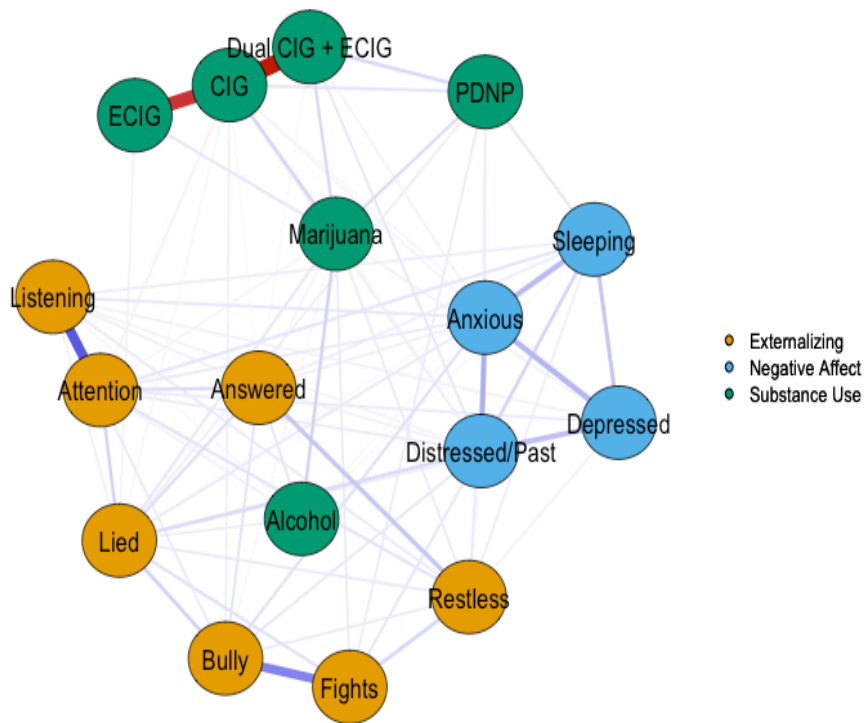 Dual CIG + ECIG
CIG
ECIG
PDNP
Marijuana
Sleeping
Listening
Anxious
Attention
Answered
Depressed
Distressed/Past
Alcohol
Lied
Restless
Bully
Fights
Externalizing
Negative Affect
Substance Use